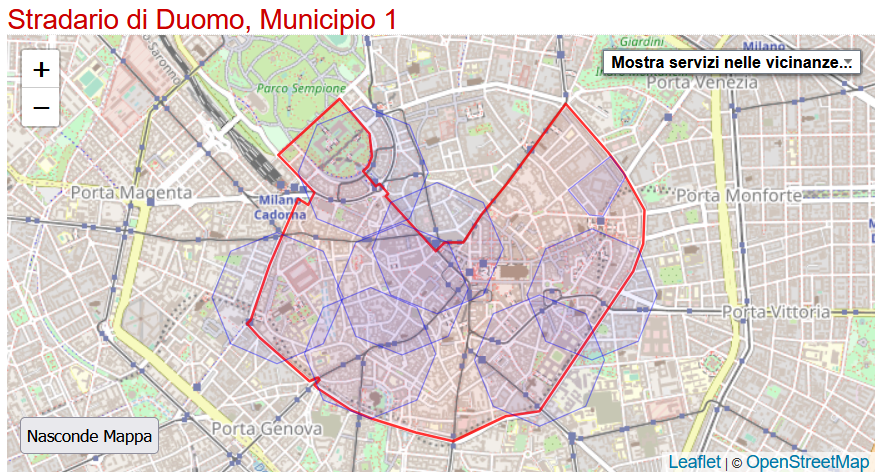 Stradario di Duomo, Municipio 1
+
−
Mostra servizi nelle vicinanze...
Giardini
Milano
Porta Venezia
Parco Sempione
Porta Magenta
Milano
Cadorna
Porta Monforte
Porta Vittoria
Porta Genova
Nasconde Mappa
Leaflet | © OpenStreetMap